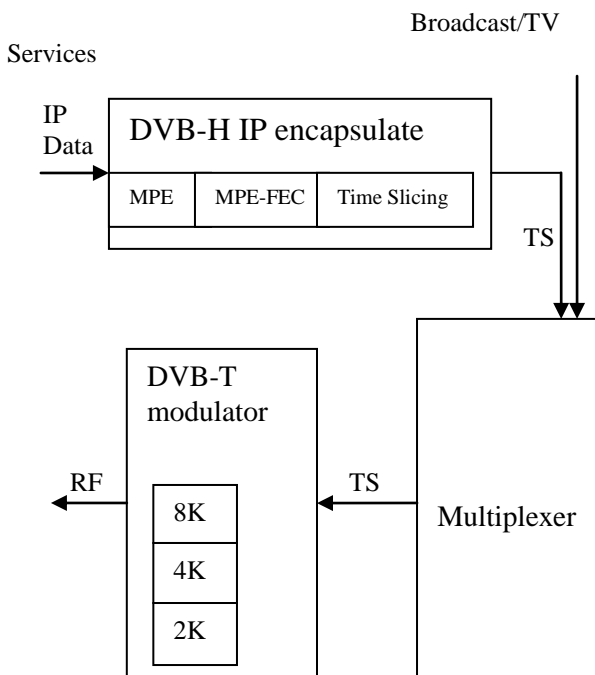 Broadcast/TV
Services
IP
Data
DVB-H IP encapsulate
MPE
MPE-FEC
Time Slicing
TS
DVB-T
modulator
RF
TS
8K
4K
2K
Multiplexer